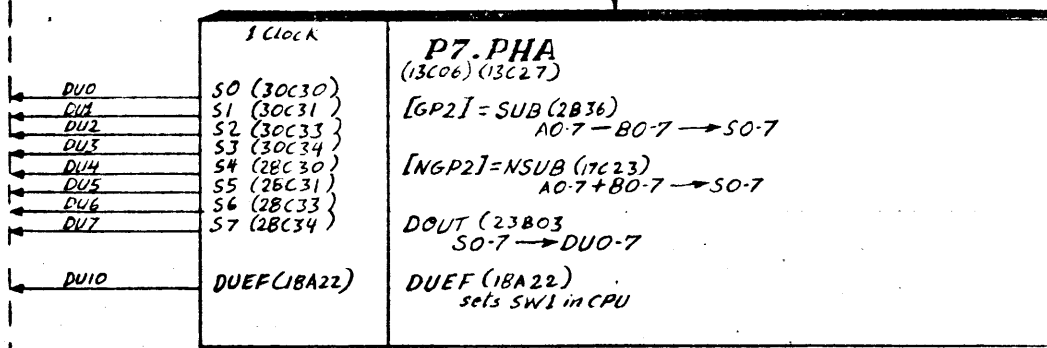 1 Clock
P7.PHA
(13C06) (13C27)
DU0 S0 (30C30)
DU1 S1 (30C31)
DU2 S2 (30C33)
DU3 S3 (30C34)
DU4 S4 (28C30)
DU5 S5 (28C31)
DU6 S6 (28C33)
DU7 S7 (28C34)
[GP2] = SUB (2B36)
A0-7 — B0-7 → S0-7
[NGP2] = NSUB (17C23)
A0-7 + B0-7 → S0-7
DOUT (23B03
S0-7 → DU0-7
DU10 DUEF (18A22)
DUEF (18A22)
sets SW1 in CPU